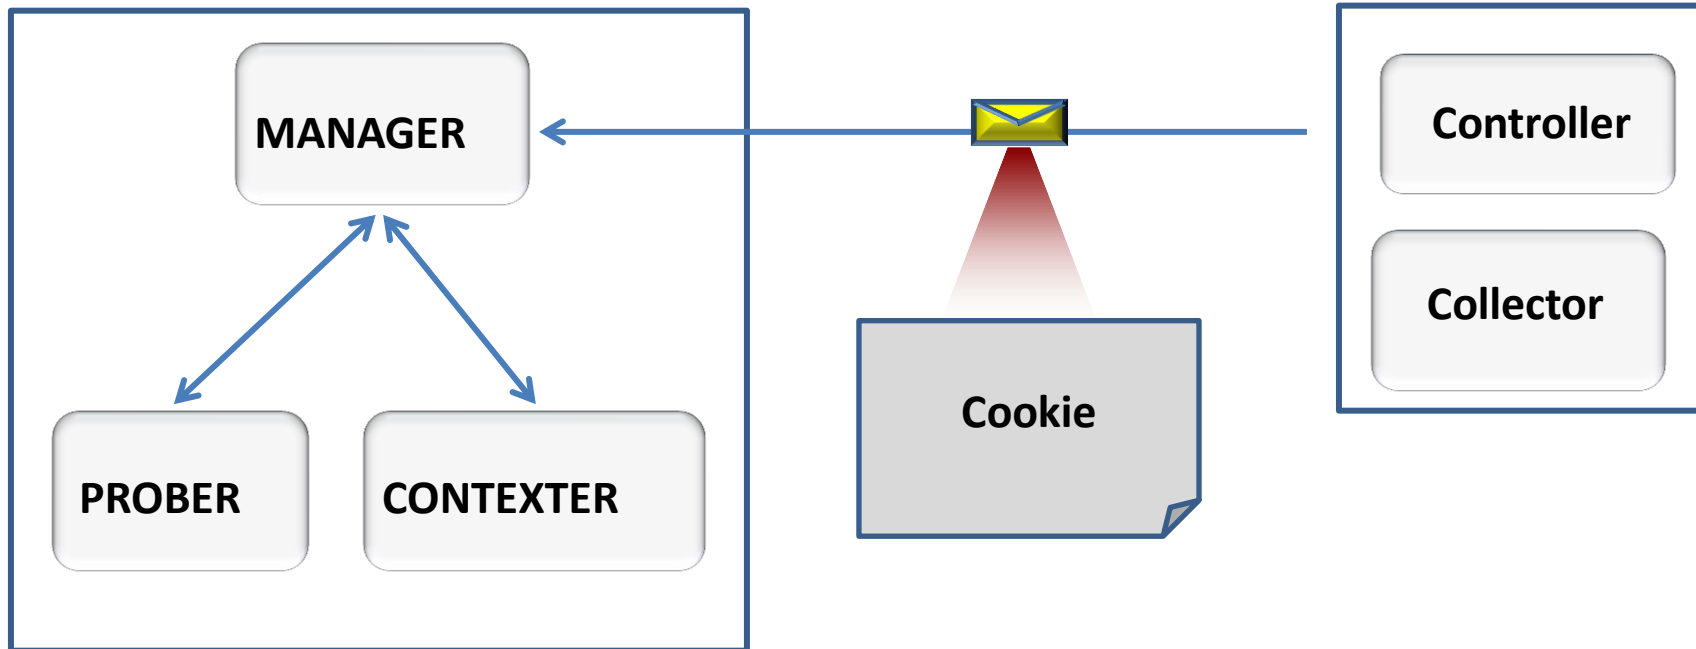 MANAGER
Controller
Collector
Cookie
PROBER
CONTEXTER